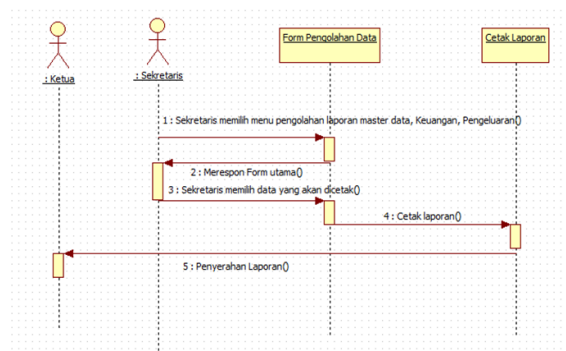 : Ketua
: Sekretaris
Form Pengolahan Data
Cetak Laporan
1 : Sekretaris memilih menu pengolahan laporan master data, Keuangan, Pengeluaran()
2 : Merespon Form utama()
3 : Sekretaris memilih data yang akan dicetak()
4 : Cetak laporan()
5 : Penyerahan Laporan()